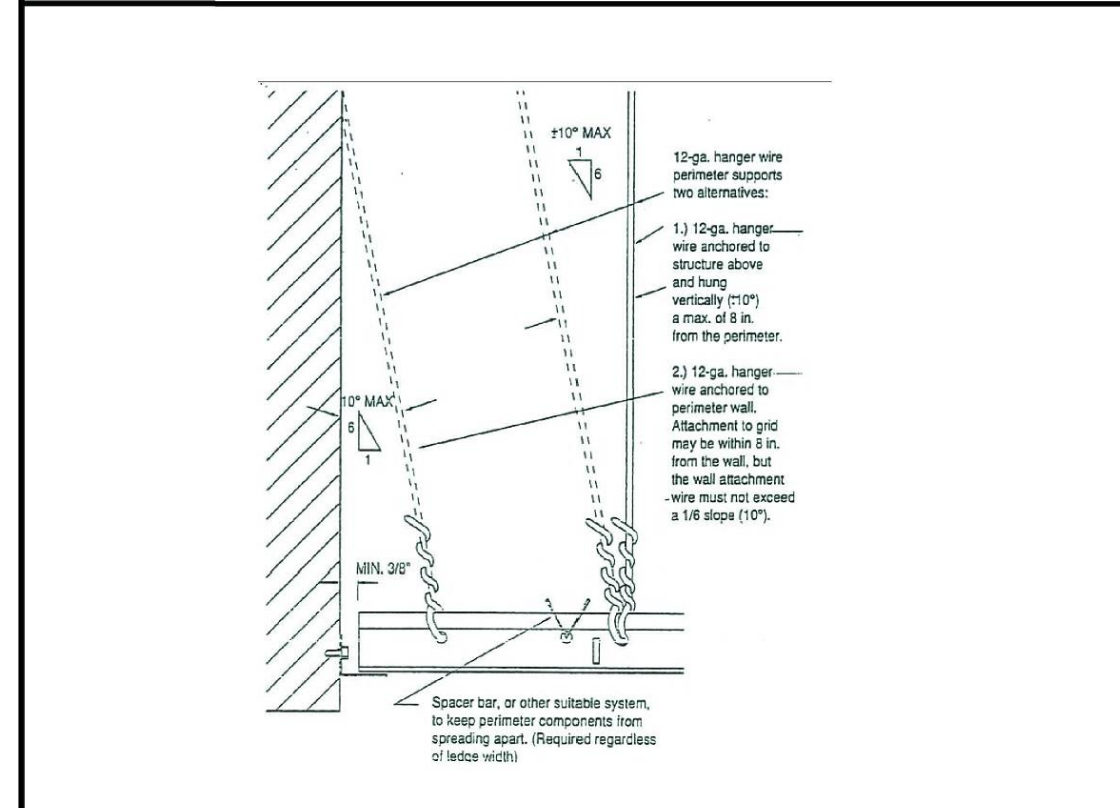 ±10° MAX
1
6
12-ga. hanger wire
perimeter supports
two alternatives:
1.) 12-ga. hanger
wire anchored to
structure above
and hung
vertically (±10°)
a max. of 8 in.
from the perimeter.
2.) 12-ga. hanger
wire anchored to
perimeter wall.
Attachment to grid
may be within 8 in.
from the wall, but
the wall attachment
wire must not exceed
a 1/6 slope (10°).
10° MAX
6
1
MIN. 3/8"
Spacer bar, or other suitable system,
to keep perimeter components from
spreading apart. (Required regardless
of ledge width)